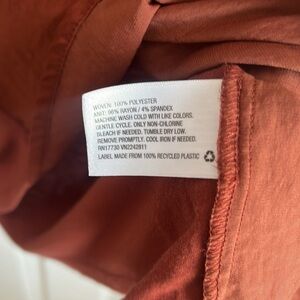 WOVEN: 100% POLYESTER
KNIT: 96% RAYON / 4% SPANDEX
MACHINE WASH COLD WITH LIKE COLORS.
GENTLE CYCLE. ONLY NON-CHLORINE
BLEACH IF NEEDED. TUMBLE DRY LOW.
REMOVE PROMPTLY. COOL IRON IF NEEDED.
RN17730 VN2242811
LABEL MADE FROM 100% RECYCLED PLASTIC